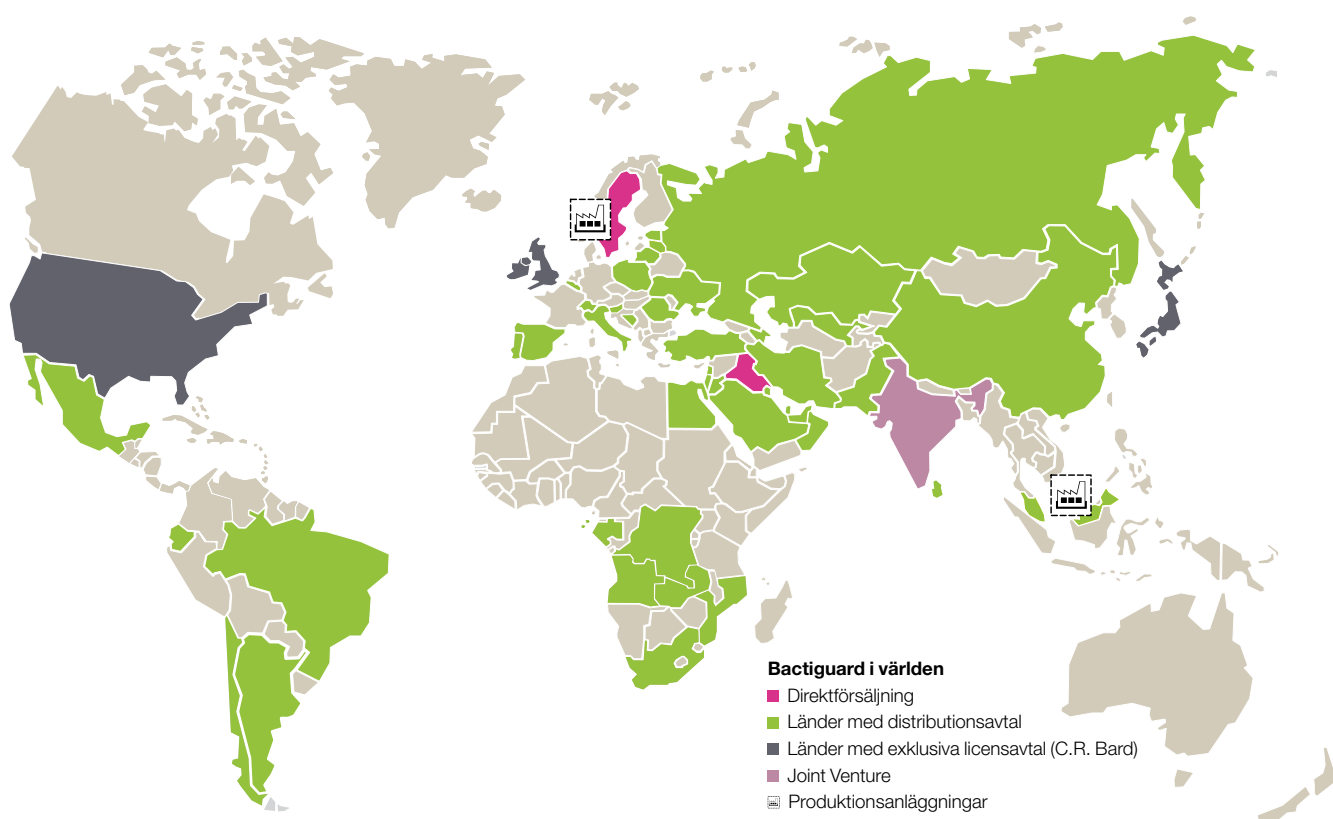 Bactiguard i världen
Direktförsäljning
Länder med distributionsavtal
Länder med exklusiva licensavtal (C.R. Bard)
Joint Venture
Produktionsanläggningar